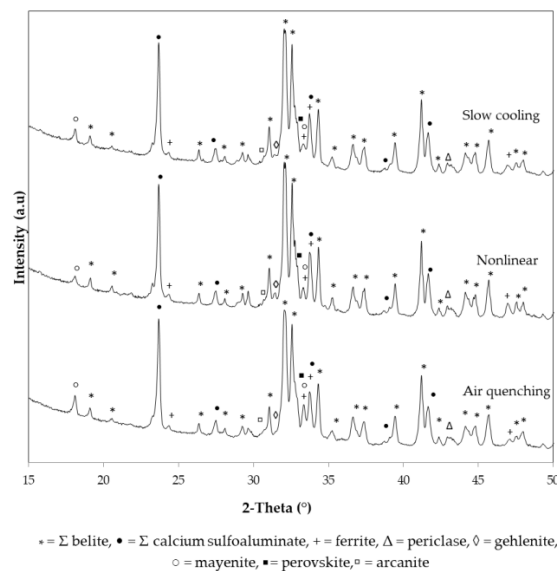 Slow cooling
Nonlinear
Air quenching
Intensity (a.u)
15 20 25 30 35 40 45 50
2-Theta (°)
* = Σ belite, ● = Σ calcium sulfoaluminate, + = ferrite, Δ = periclase, ◊ = gehlenite,
○ = mayenite, ■ = perovskite, ¤ = arcanite